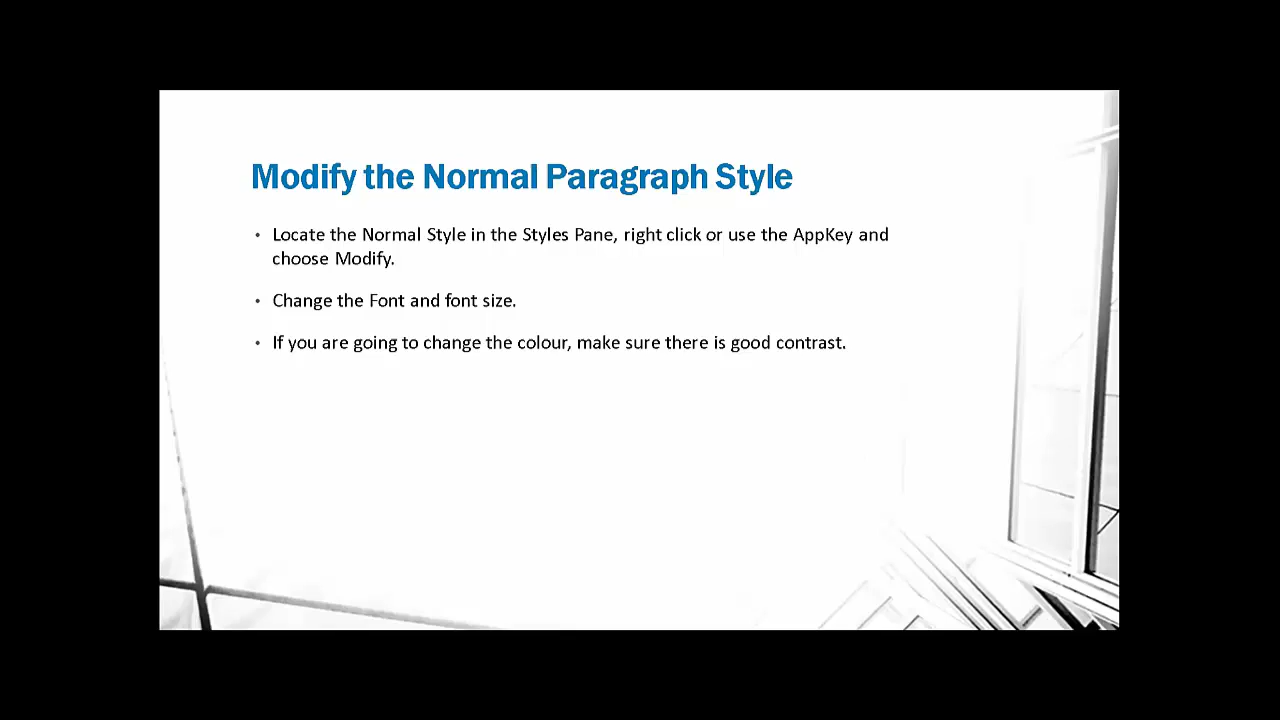 Modify the Normal Paragraph Style
• Locate the Normal Style in the Styles Pane, right click or use the AppKey and
choose Modify.
• Change the Font and font size.
• If you are going to change the colour, make sure there is good contrast.